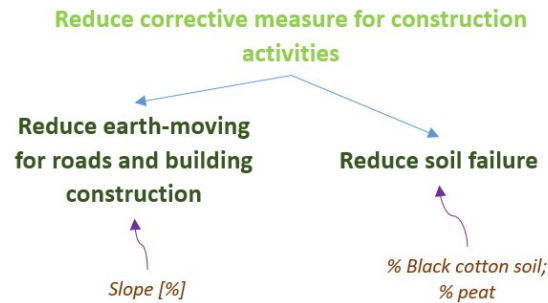 Reduce corrective measure for construction
activities
Reduce earth-moving
for roads and building
construction
Reduce soil failure
Slope [%]
% Black cotton soil;
% peat